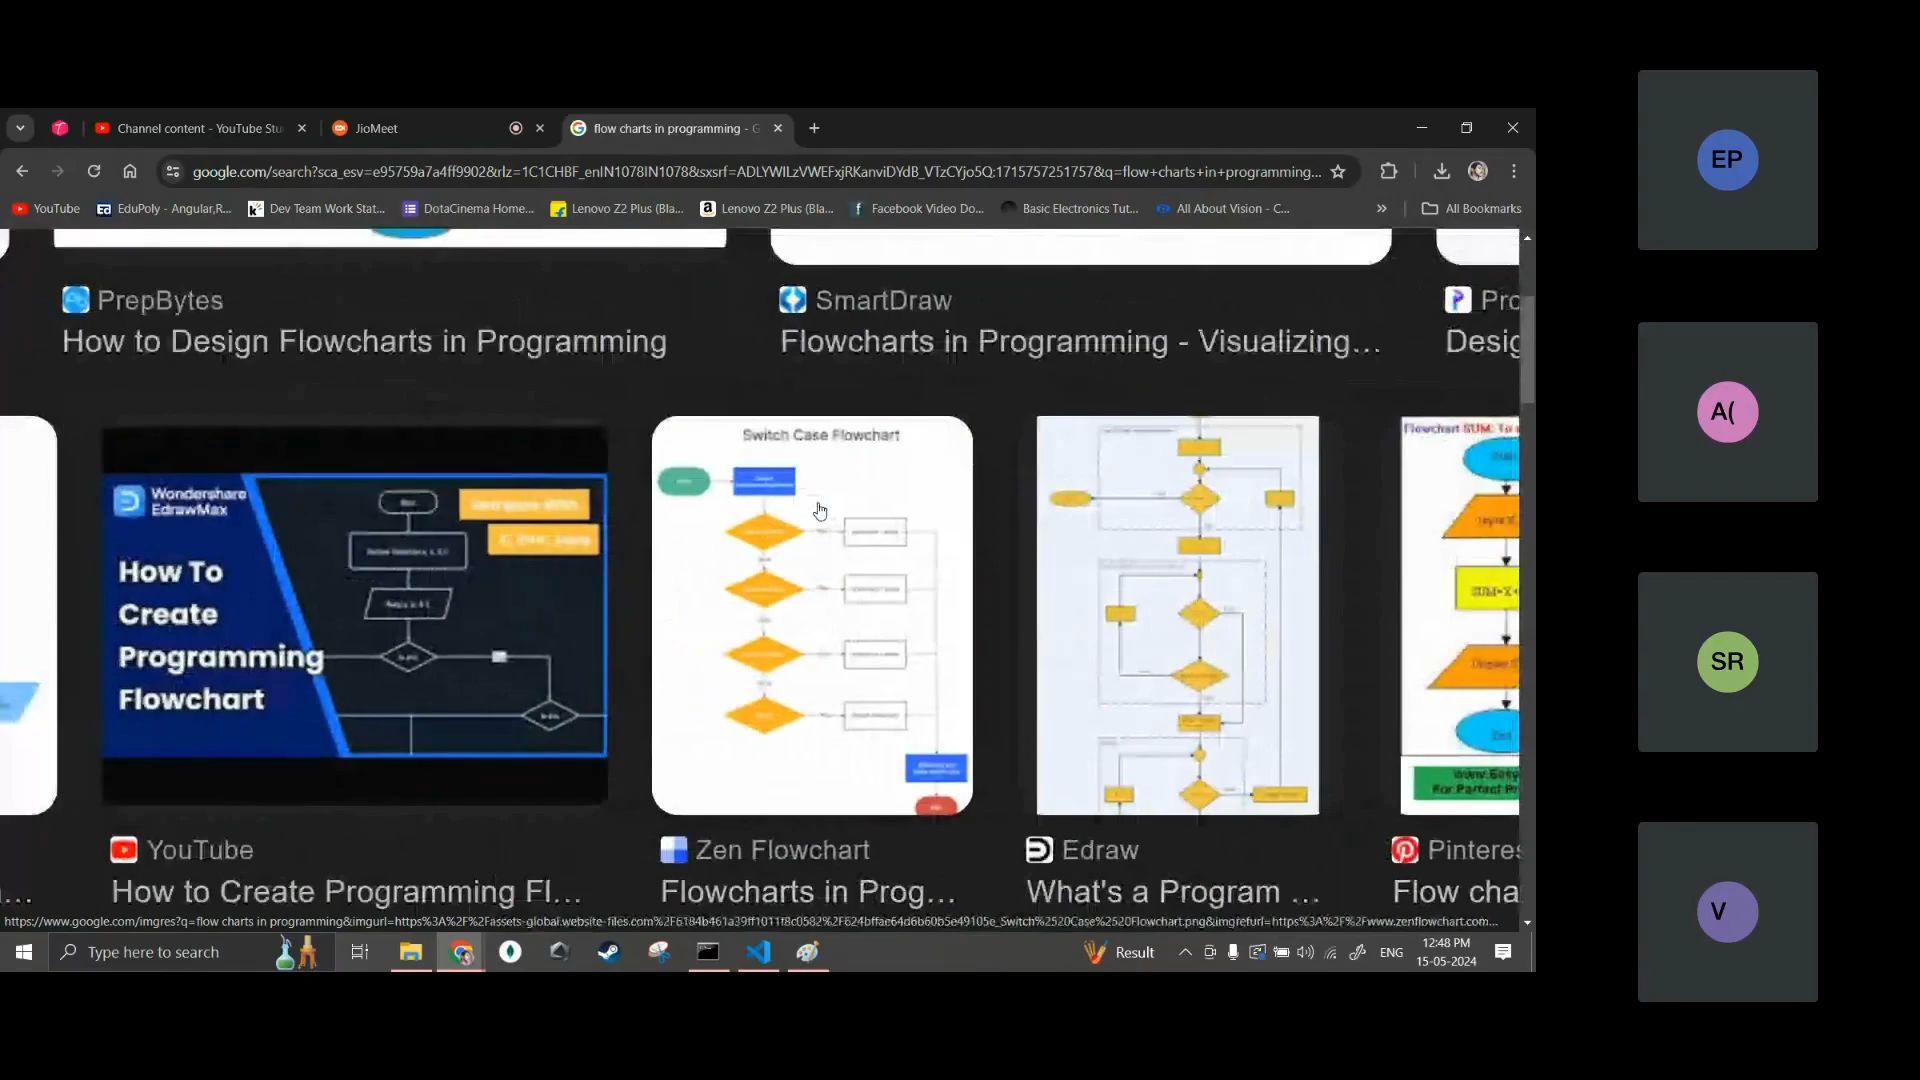 Channel content - YouTube Stu
JioMeet
flow charts in programming - G
google.com/search?sca_esv=e95759a7a4ff9902&rlz=1C1CHBF_enIN1078IN1078&sxsrf=ADLYWILzVWEFxjRKanviDYdB_VTzCYjo5Q:1715757251757&q=flow+charts+in+programming...
YouTube
EduPoly - Angular,R...
Dev Team Work Stat...
DotaCinema Home...
Lenovo Z2 Plus (Bla...
Lenovo Z2 Plus (Bla...
Facebook Video Do...
Basic Electronics Tut...
All About Vision - C...
All Bookmarks
PrepBytes
How to Design Flowcharts in Programming
SmartDraw
Flowcharts in Programming - Visualizing...
Pro
Desig
Wondershare
EdrawMax
How To
Create
Programming
Flowchart
Switch Case Flowchart
Flowchart SUM: To
SUM=X+
YouTube
How to Create Programming Fl...
Zen Flowchart
Flowcharts in Prog...
Edraw
What's a Program ...
Pinteres
Flow cha
https://www.google.com/imgres?q=flow charts in programming&imgurl=https%3A%2F%2Fassets-global.website-files.com%2F6184b461a39ff1011f8c0582%2F624bffae64d6b60b5e49105e_Switch%2520Case%2520Flowchart.png&imgrefurl=https%3A%2F%2Fwww.zenflowchart.com...
Type here to search
Result
ENG
12:48 PM
15-05-2024
EP
A(
SR
V